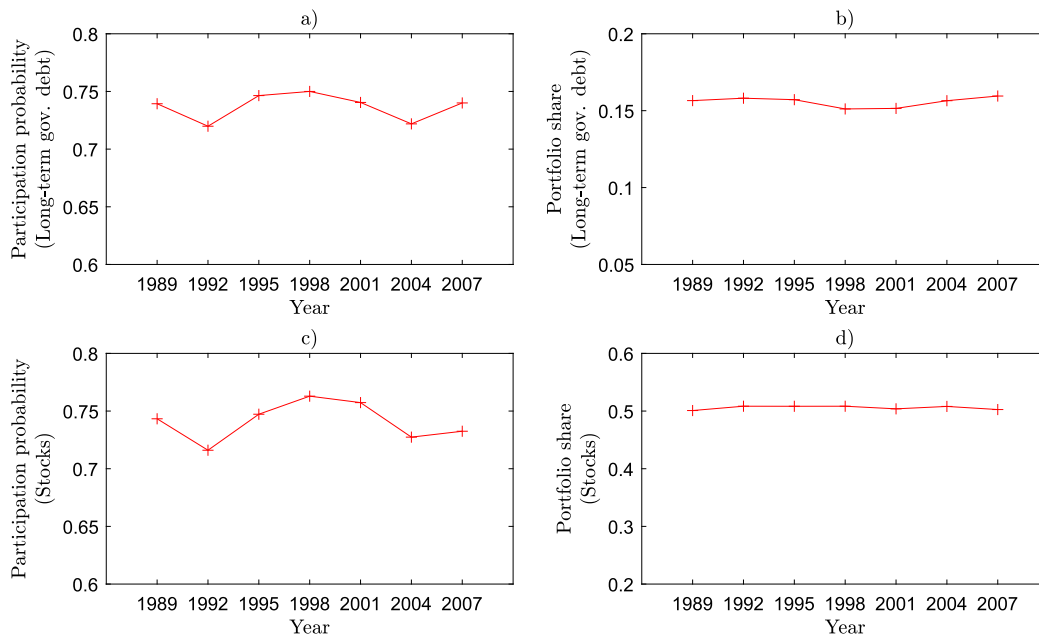 a)
Participation probability
(Long-term gov. debt)
0.8
0.75
0.7
0.65
0.6
1989 1992 1995 1998 2001 2004 2007
Year
b)
Portfolio share
(Long-term gov. debt)
0.2
0.15
0.1
0.05
1989 1992 1995 1998 2001 2004 2007
Year
c)
Participation probability
(Stocks)
0.8
0.75
0.7
0.65
0.6
1989 1992 1995 1998 2001 2004 2007
Year
d)
Portfolio share
(Stocks)
0.6
0.5
0.4
0.3
0.2
1989 1992 1995 1998 2001 2004 2007
Year